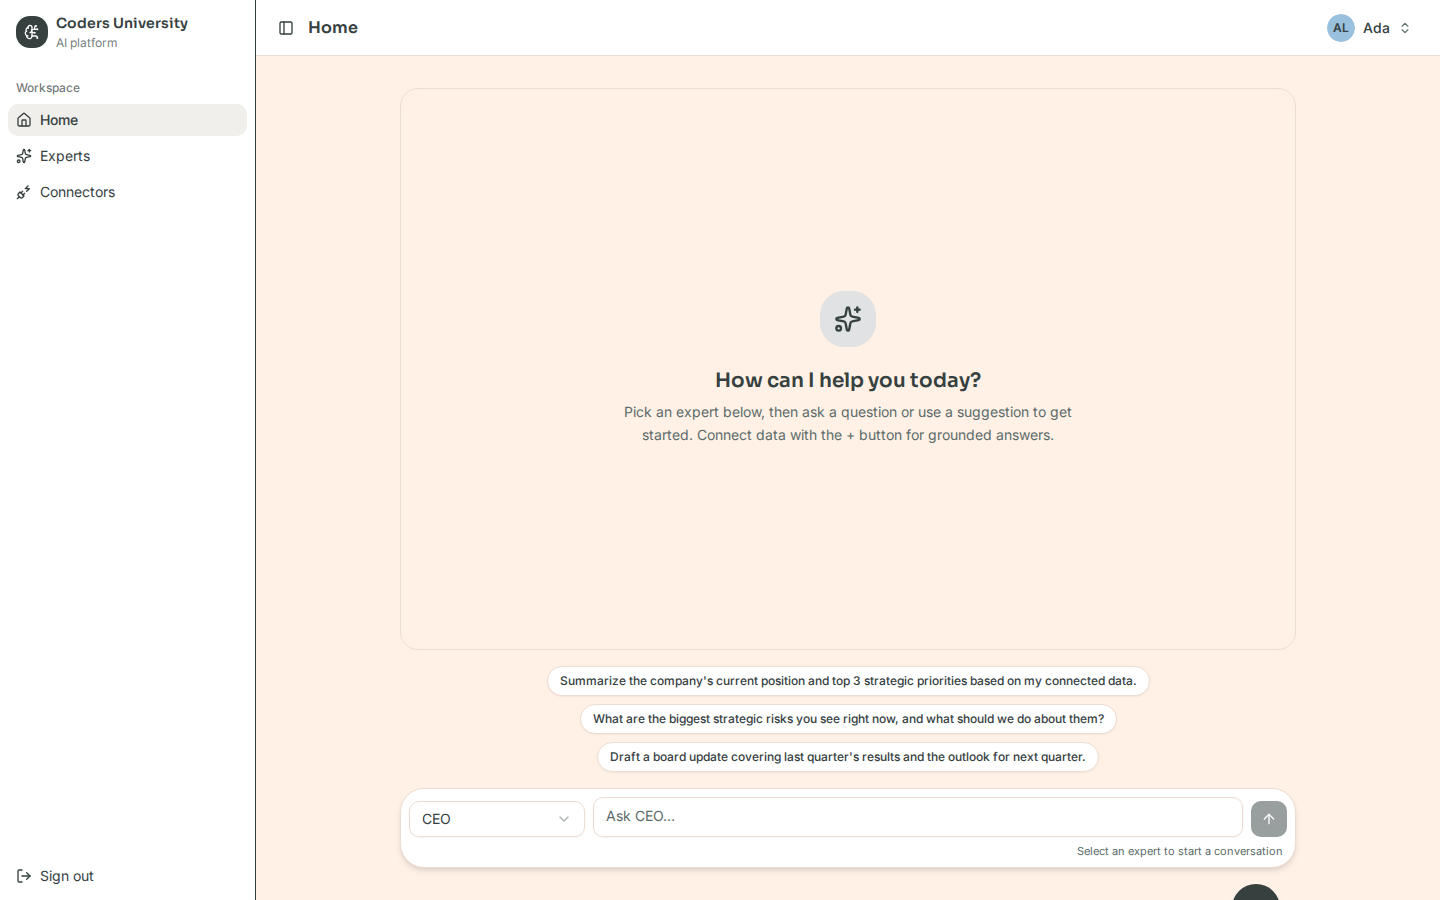 Coders University
AI platform
Workspace
Home
Experts
Connectors
Sign out
Home
AL
Ada
How can I help you today?
Pick an expert below, then ask a question or use a suggestion to get
started. Connect data with the + button for grounded answers.
Summarize the company's current position and top 3 strategic priorities based on my connected data.
What are the biggest strategic risks you see right now, and what should we do about them?
Draft a board update covering last quarter's results and the outlook for next quarter.
CEO
Ask CEO...
Select an expert to start a conversation